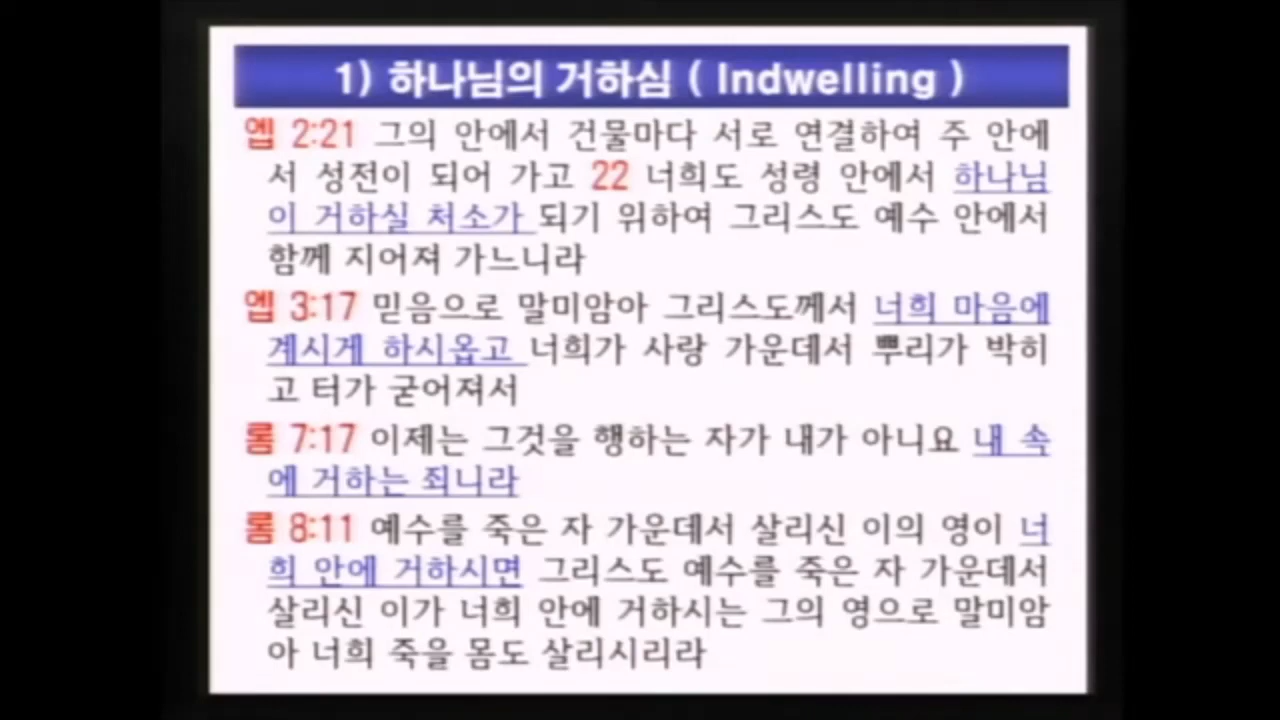 1) 하나님의 거하심 ( Indwelling )
엡 2:21 그의 안에서 건물마다 서로 연결하여 주 안에
서 성전이 되어 가고 22 너희도 성령 안에서 하나님
이 거하실 처소가 되기 위하여 그리스도 예수 안에서
함께 지어져 가느니라
엡 3:17 믿음으로 말미암아 그리스도께서 너희 마음에
계시게 하시옵고 너희가 사랑 가운데서 뿌리가 박히
고 터가 굳어져서
롬 7:17 이제는 그것을 행하는 자가 내가 아니요 내 속
에 거하는 죄니라
롬 8:11 예수를 죽은 자 가운데서 살리신 이의 영이 너
희 안에 거하시면 그리스도 예수를 죽은 자 가운데서
살리신 이가 너희 안에 거하시는 그의 영으로 말미암
아 너희 죽을 몸도 살리시리라